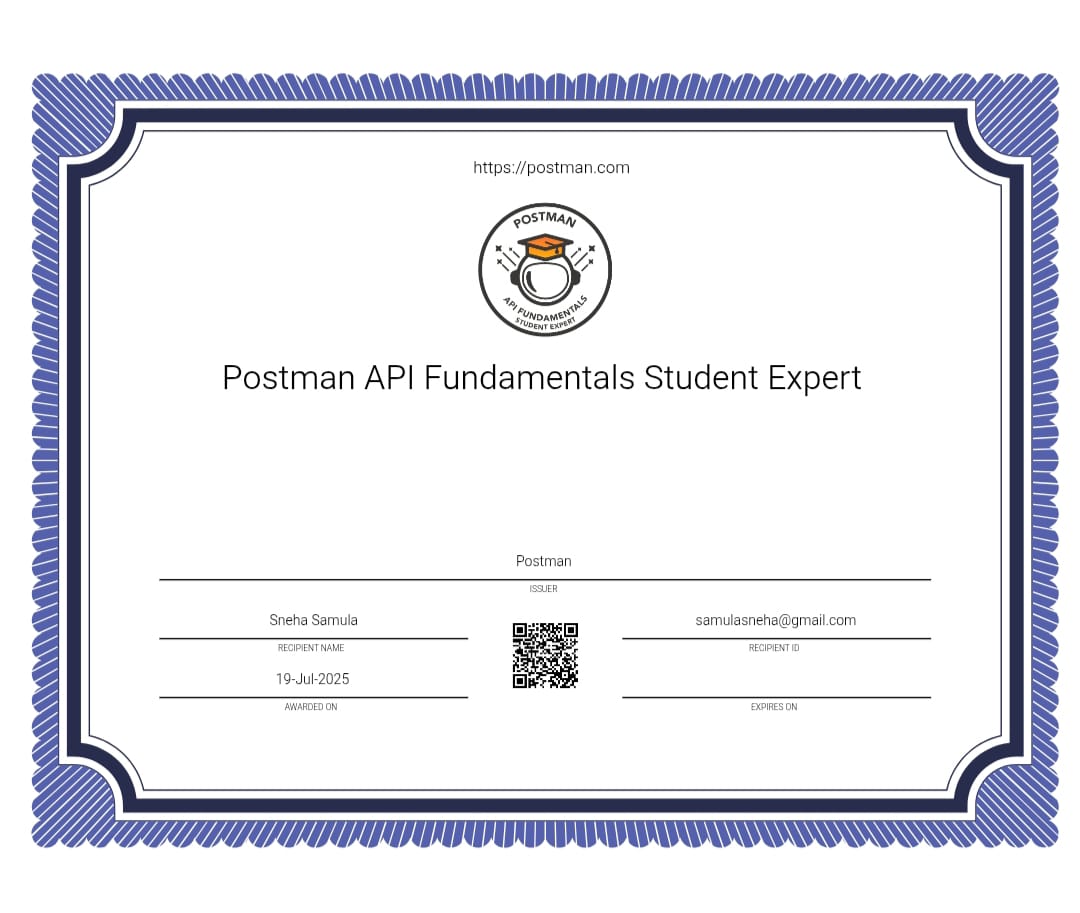 https://postman.com
POSTMAN
API FUNDAMENTALS
STUDENT EXPERT
Postman API Fundamentals Student Expert
Postman
ISSUER
Sneha Samula
RECIPIENT NAME
samulasneha@gmail.com
RECIPIENT ID
19-Jul-2025
AWARDED ON
EXPIRES ON